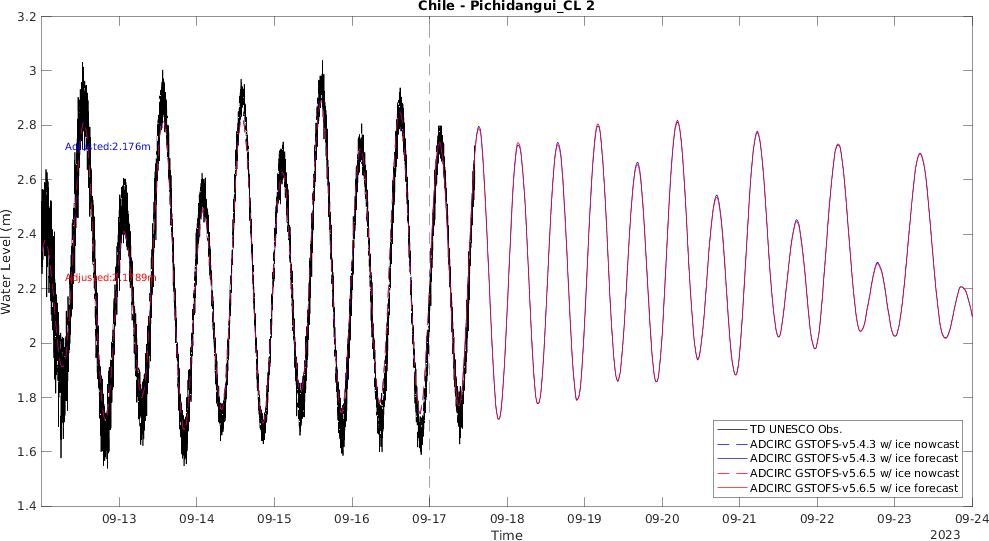 Chile - Pichidangui_CL 2
3.2
3
2.8
2.6
2.4
2.2
2
1.8
1.6
1.4
Water Level (m)
Adjusted:2.176m
TD UNESCO Obs.
ADCIRC GSTOFS-v5.4.3 w/ ice nowcast
ADCIRC GSTOFS-v5.4.3 w/ ice forecast
ADCIRC GSTOFS-v5.6.5 w/ ice nowcast
ADCIRC GSTOFS-v5.6.5 w/ ice forecast
09-13 09-14 09-15 09-16 09-17 09-18 09-19 09-20 09-21 09-22 09-23 09-24
Time
2023